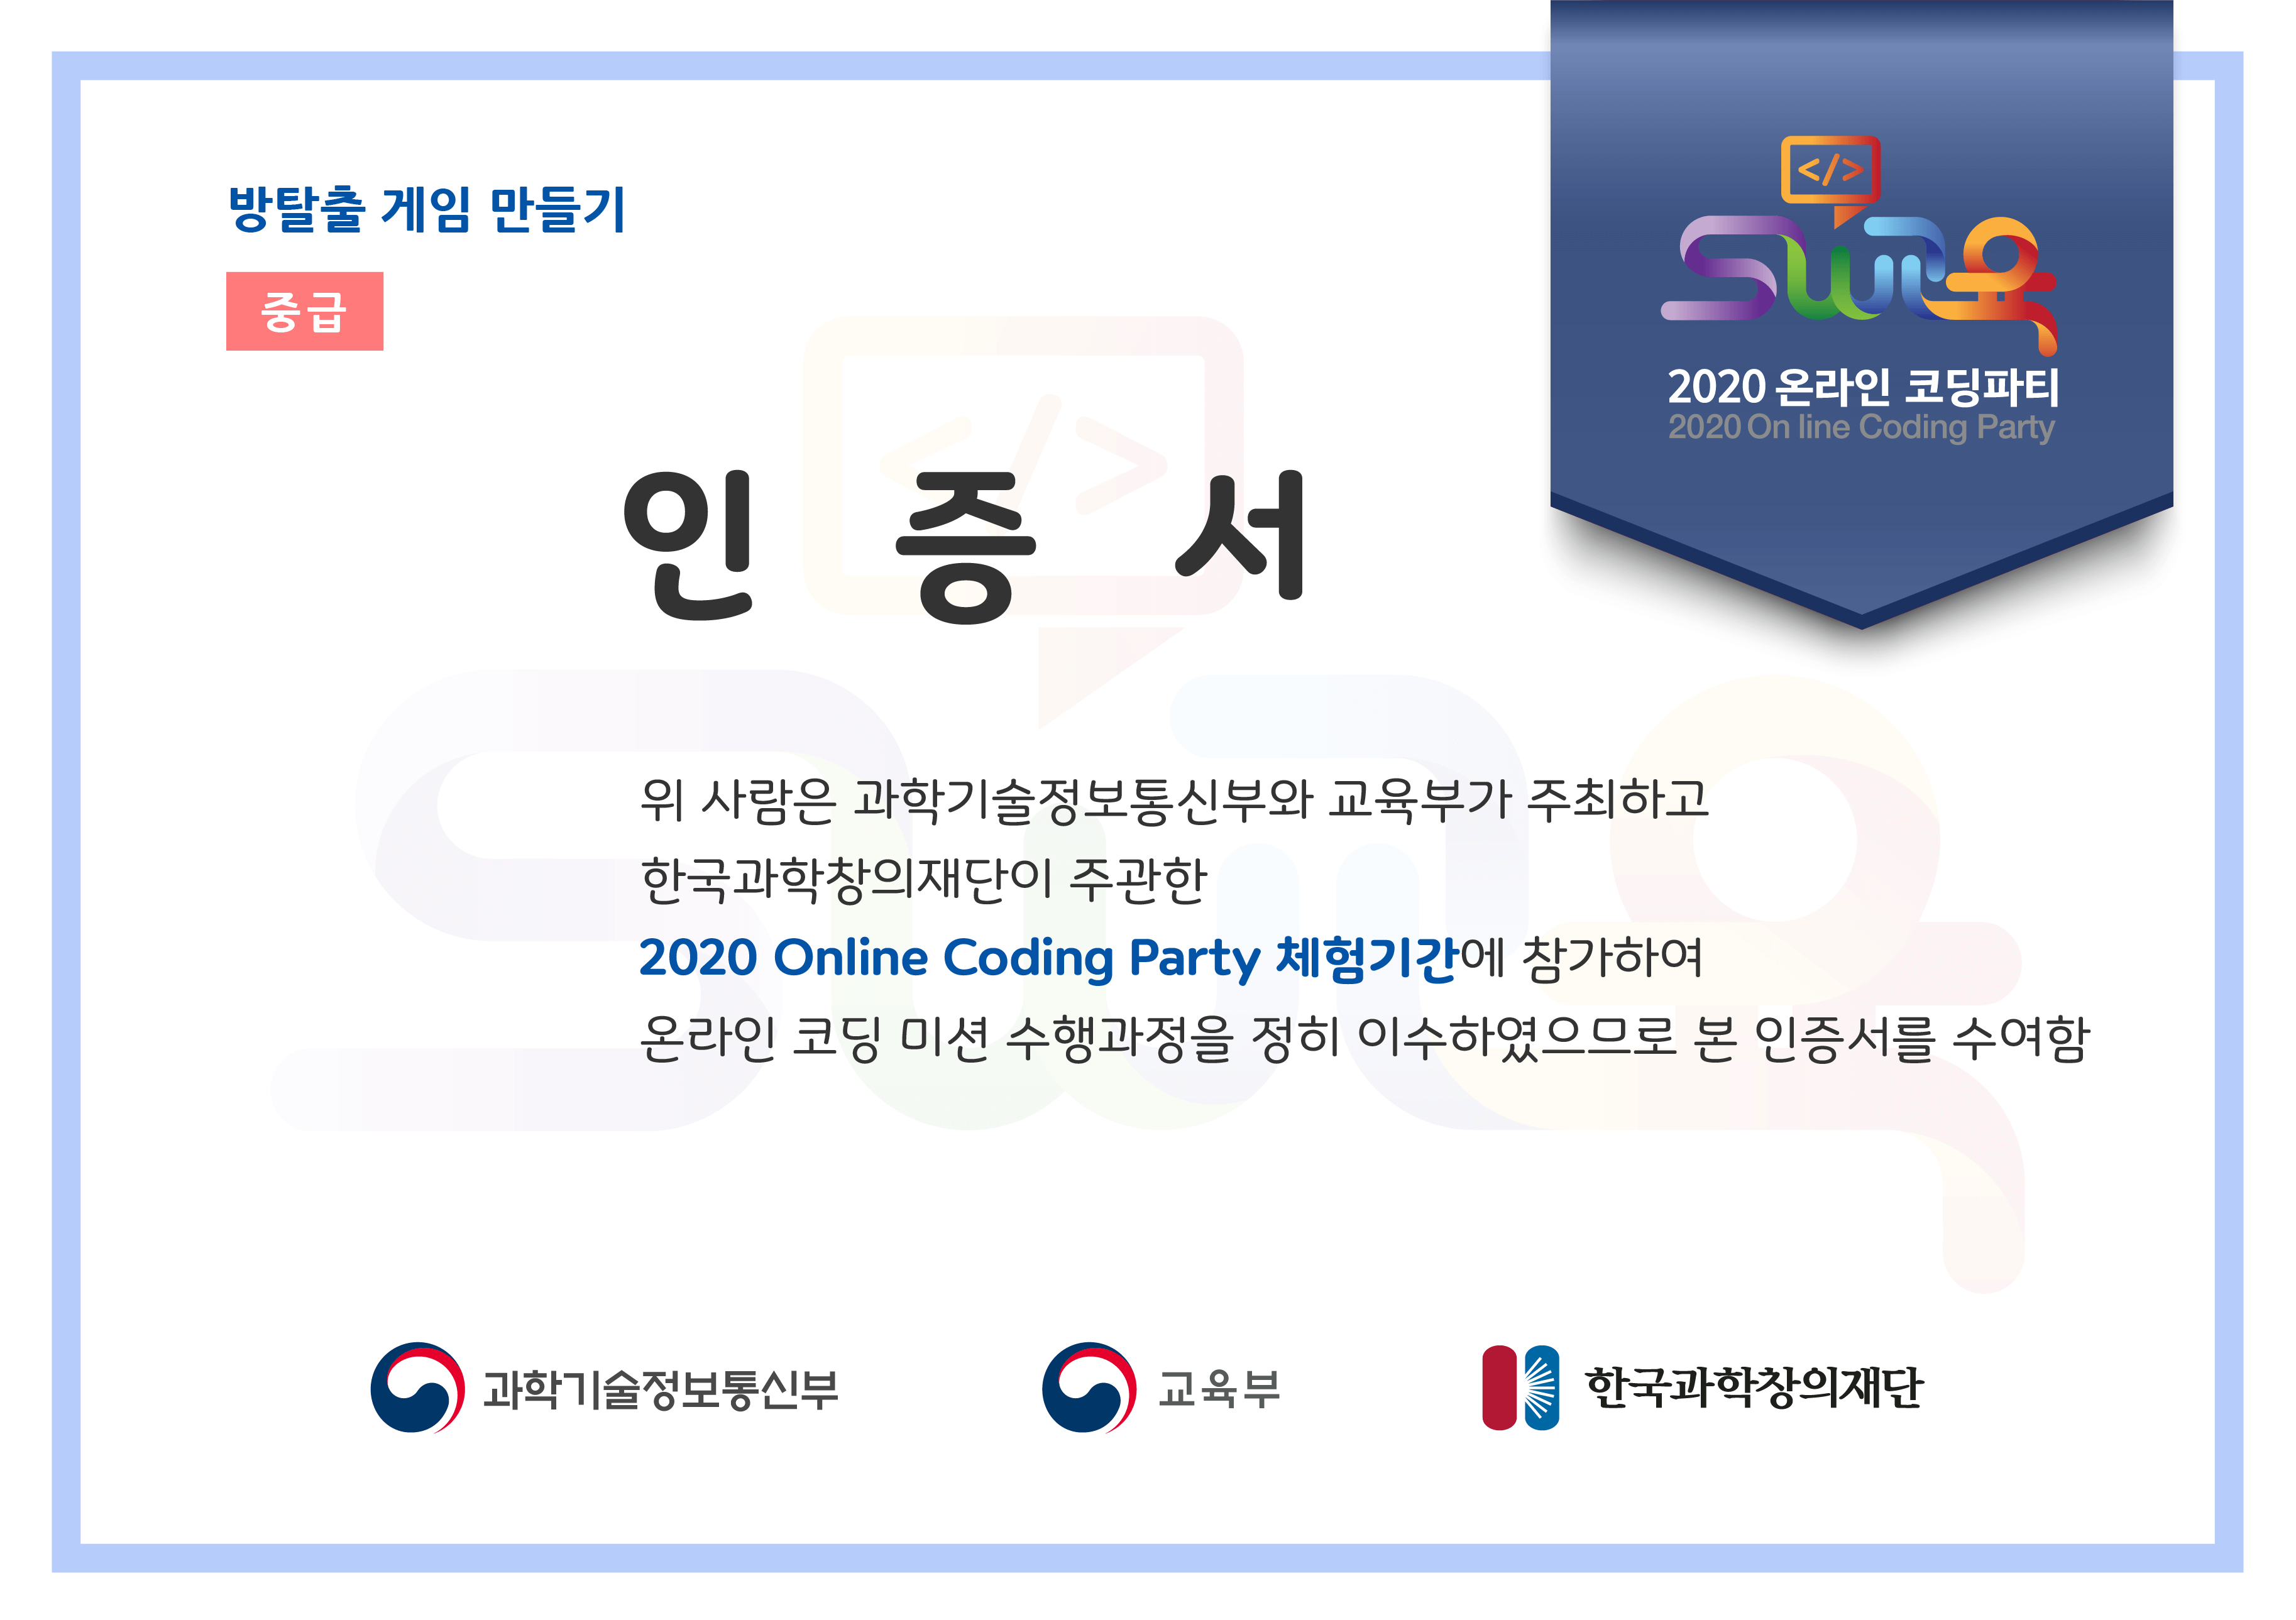 방탈출 게임 만들기
중급
2020 온라인 코딩파티
2020 On line Coding Party
인 증 서
위 사람은 과학기술정보통신부와 교육부가 주최하고
한국과학창의재단이 주관한
2020 Online Coding Party 체험기간에 참가하여
온라인 코딩 미션 수행과정을 정히 이수하였으므로 본 인증서를 수여함
과학기술정보통신부
교육부
한국과학창의재단